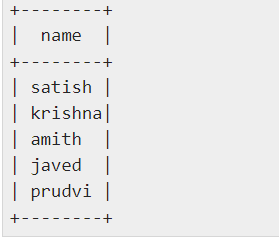 +--------+
|  name  |
+--------+
| satish |
| krishna|
| amith  |
| javed  |
| prudvi |
+--------+